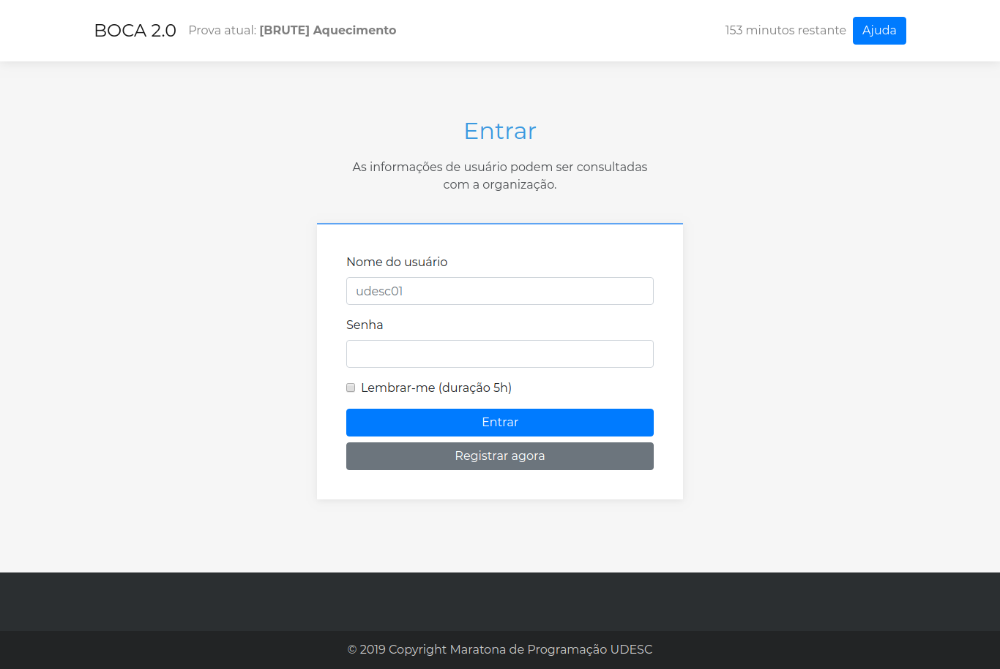 BOCA 2.0 Prova atual: [BRUTE] Aquecimento 153 minutos restante Ajuda
Entrar
As informações de usuário podem ser consultadas
com a organização.
Nome do usuário
udesc01
Senha
Lembrar-me (duração 5h)
Entrar
Registrar agora
© 2019 Copyright Maratona de Programação UDESC